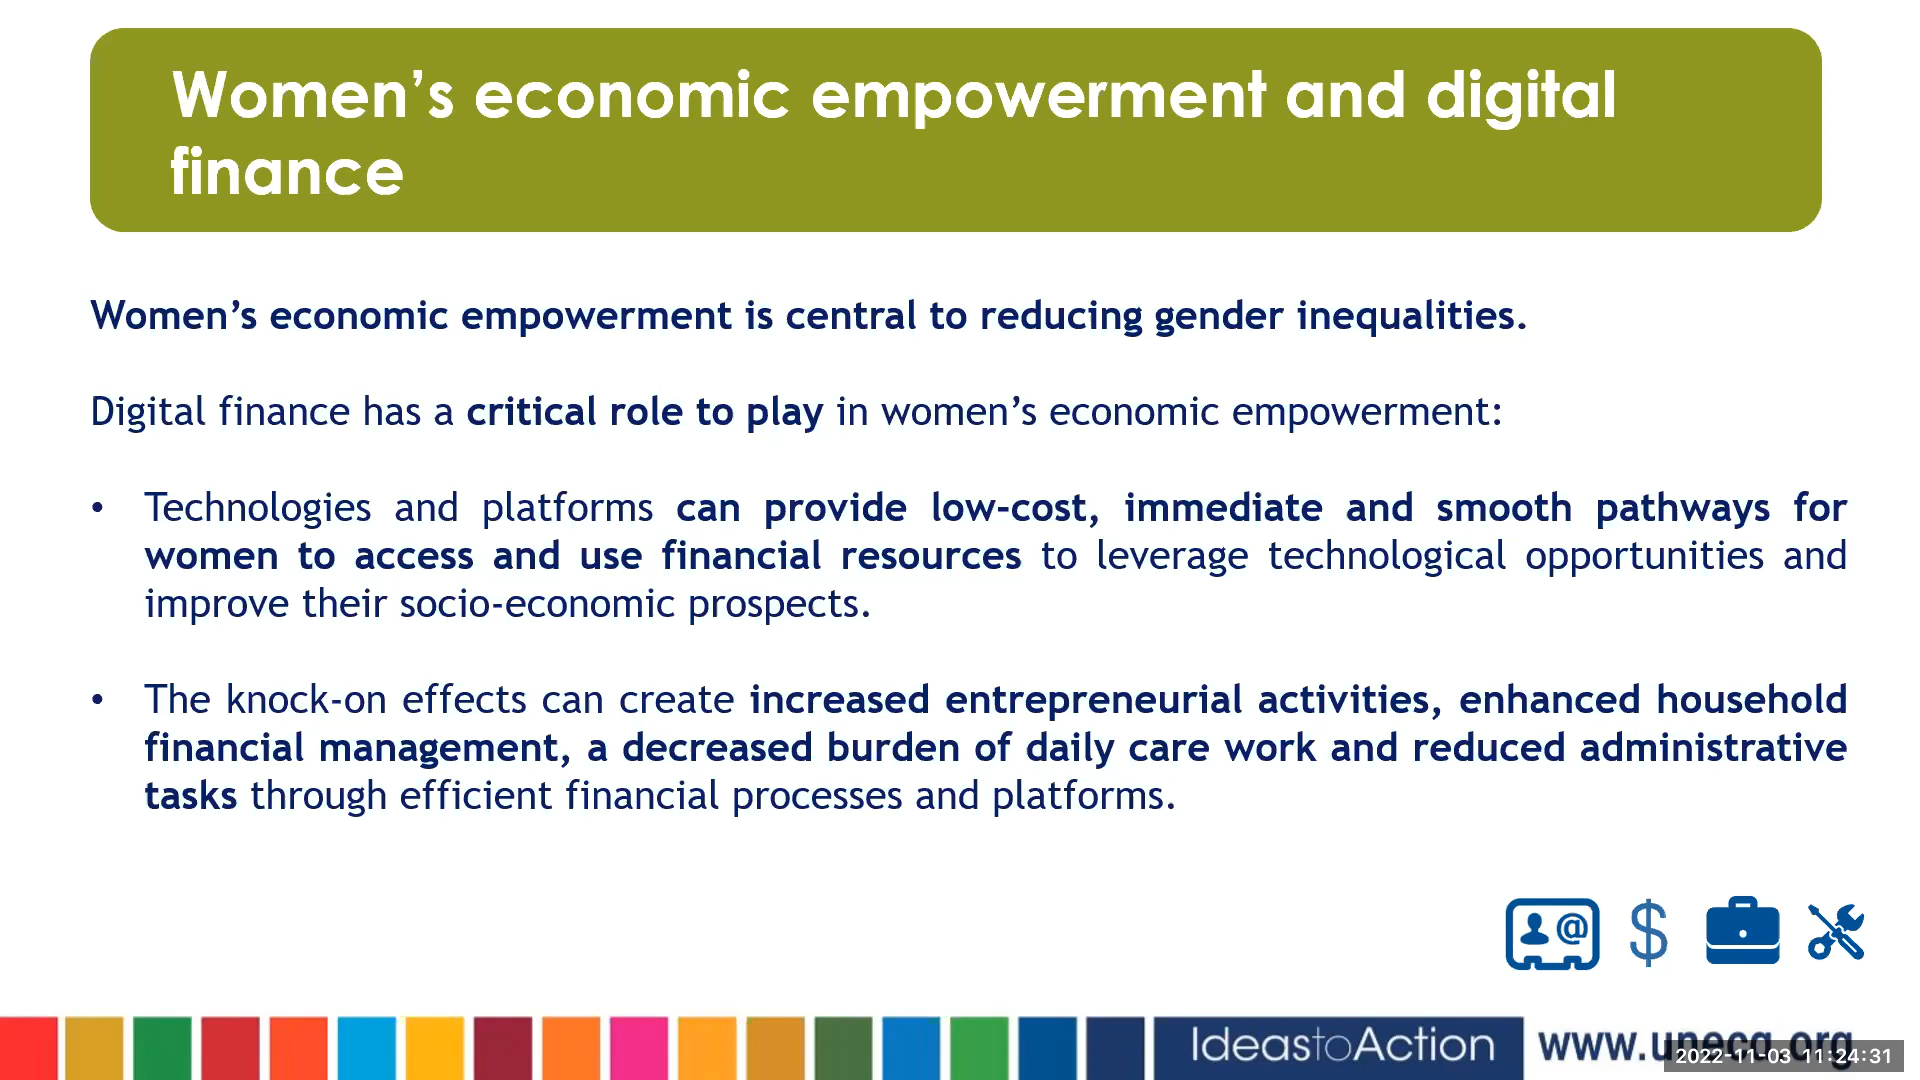 Women’s economic empowerment and digital
finance
Women’s economic empowerment is central to reducing gender inequalities.
Digital finance has a critical role to play in women’s economic empowerment:
• Technologies and platforms can provide low-cost, immediate and smooth pathways for
women to access and use financial resources to leverage technological opportunities and
improve their socio-economic prospects.
• The knock-on effects can create increased entrepreneurial activities, enhanced household
financial management, a decreased burden of daily care work and reduced administrative
tasks through efficient financial processes and platforms.
@ $
IdeastoAction www.uneca.org
2022-11-03 11:24:31